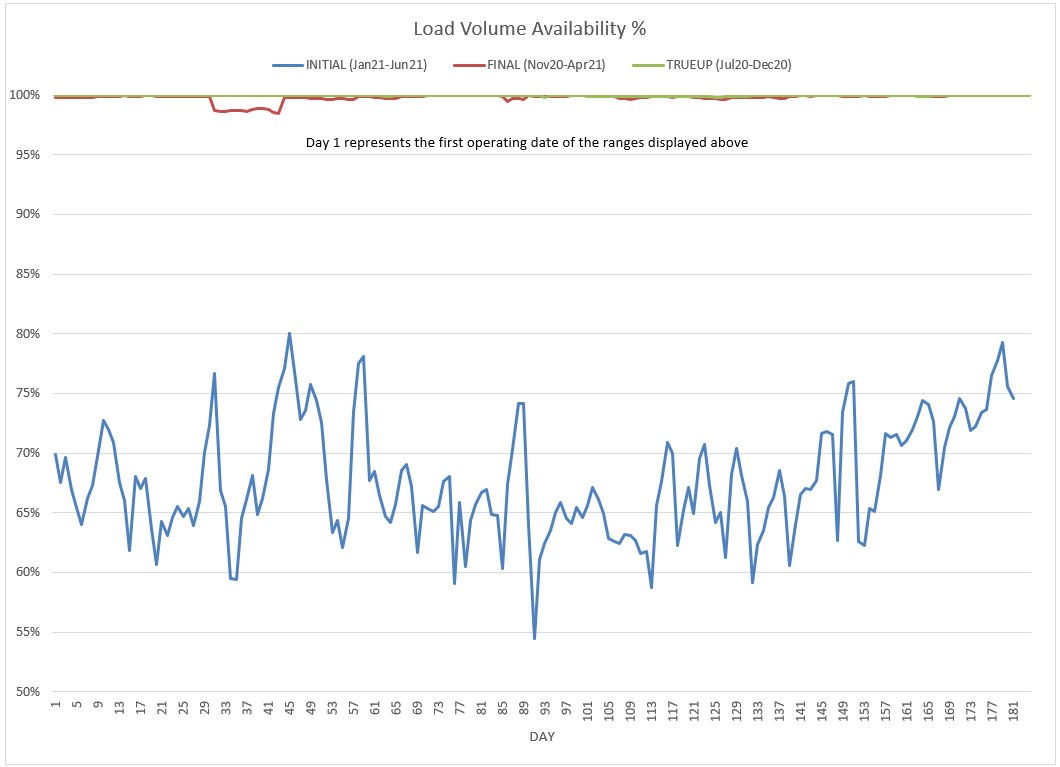 Load Volume Availability %
INITIAL (Jan21-Jun21) FINAL (Nov20-Apr21) TRUEUP (Jul20-Dec20)
100%
Day 1 represents the first operating date of the ranges displayed above
95%
90%
85%
80%
75%
70%
65%
60%
55%
50%
1 5 9 13 17 21 25 29 33 37 41 45 49 53 57 61 65 69 73 77 81 85 89 93 97 101 105 109 113 117 121 125 129 133 137 141 145 149 153 157 161 165 169 173 177 181
DAY